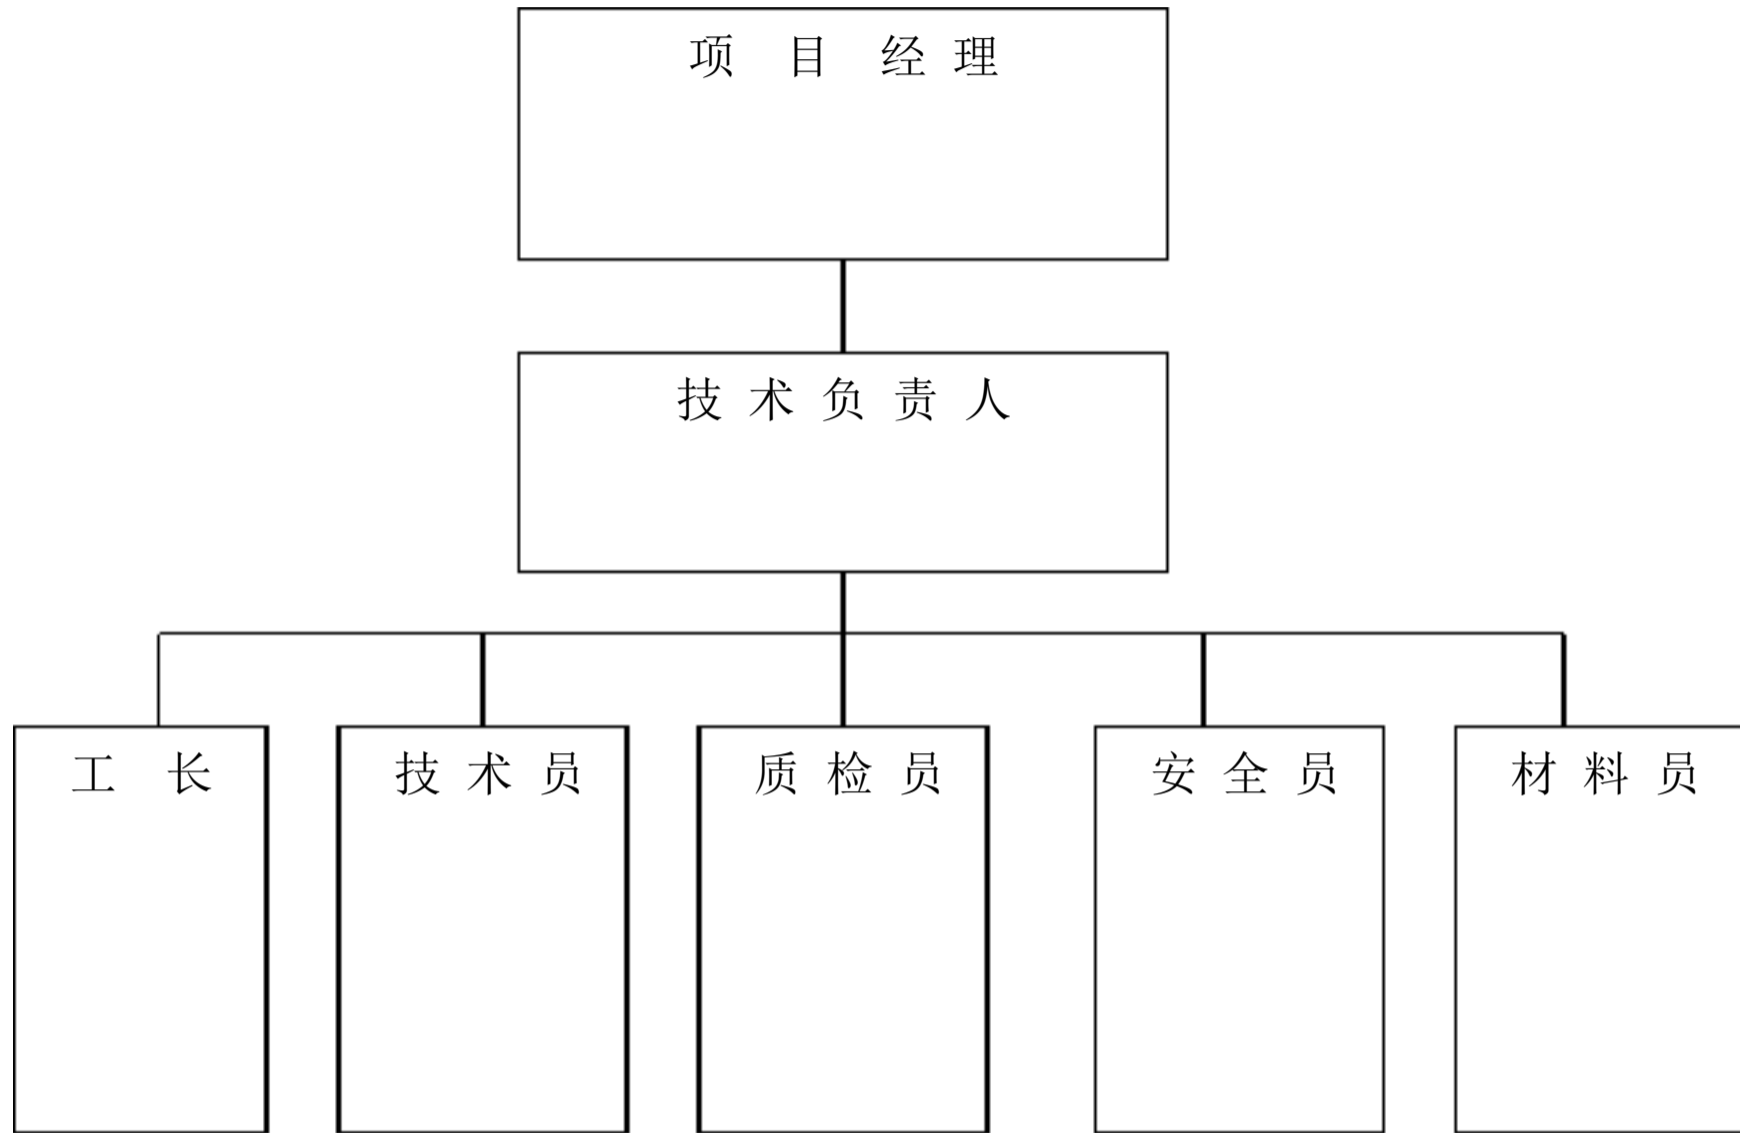 项 目 经 理
技 术 负 责 人
工 长
技 术 员
质 检 员
安 全 员
材 料 员